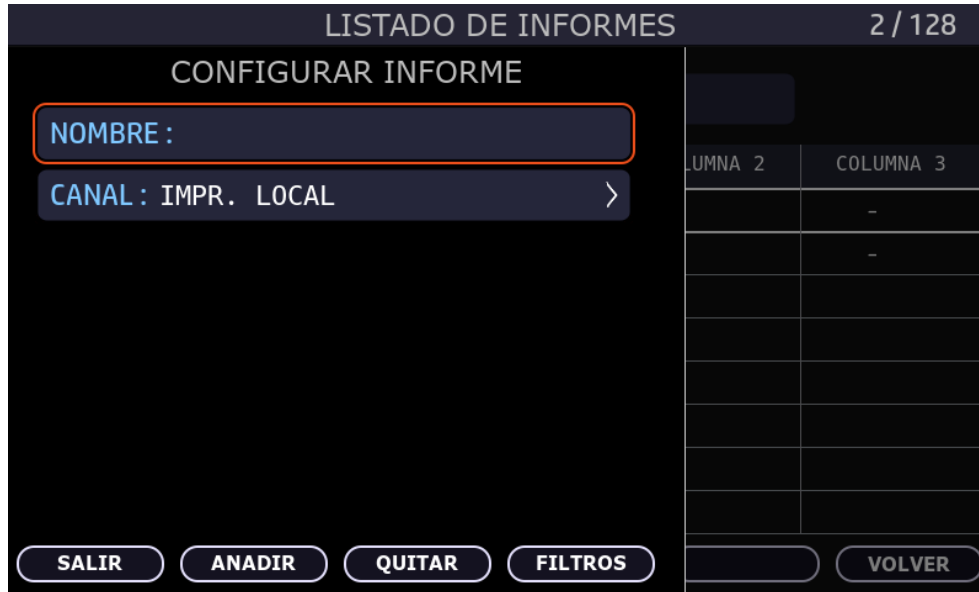 LISTADO DE INFORMES 2 / 128
CONFIGURAR INFORME
NOMBRE:
CANAL: IMPR. LOCAL
LUMNA 2 COLUMNA 3
-
-
SALIR ANADIR QUITAR FILTROS VOLVER